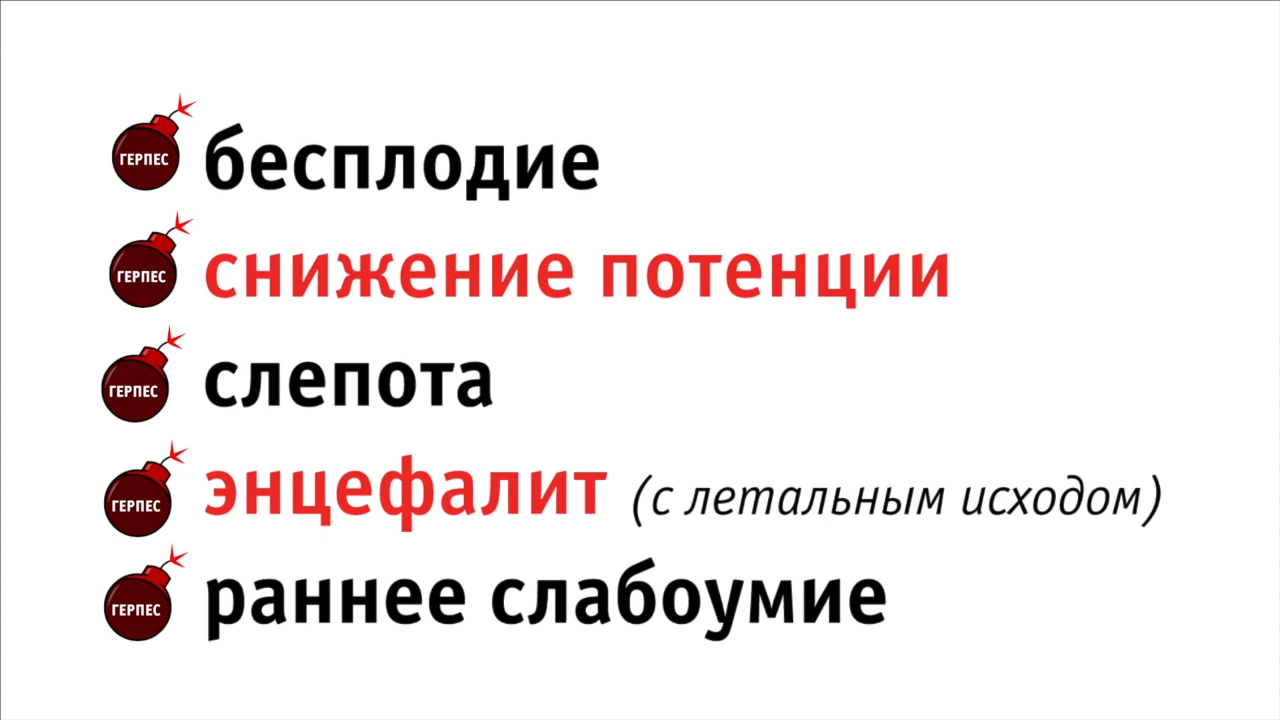 ГЕРПЕС бесплодие
ГЕРПЕС снижение потенции
ГЕРПЕС слепота
ГЕРПЕС энцефалит (с летальным исходом)
ГЕРПЕС раннее слабоумие